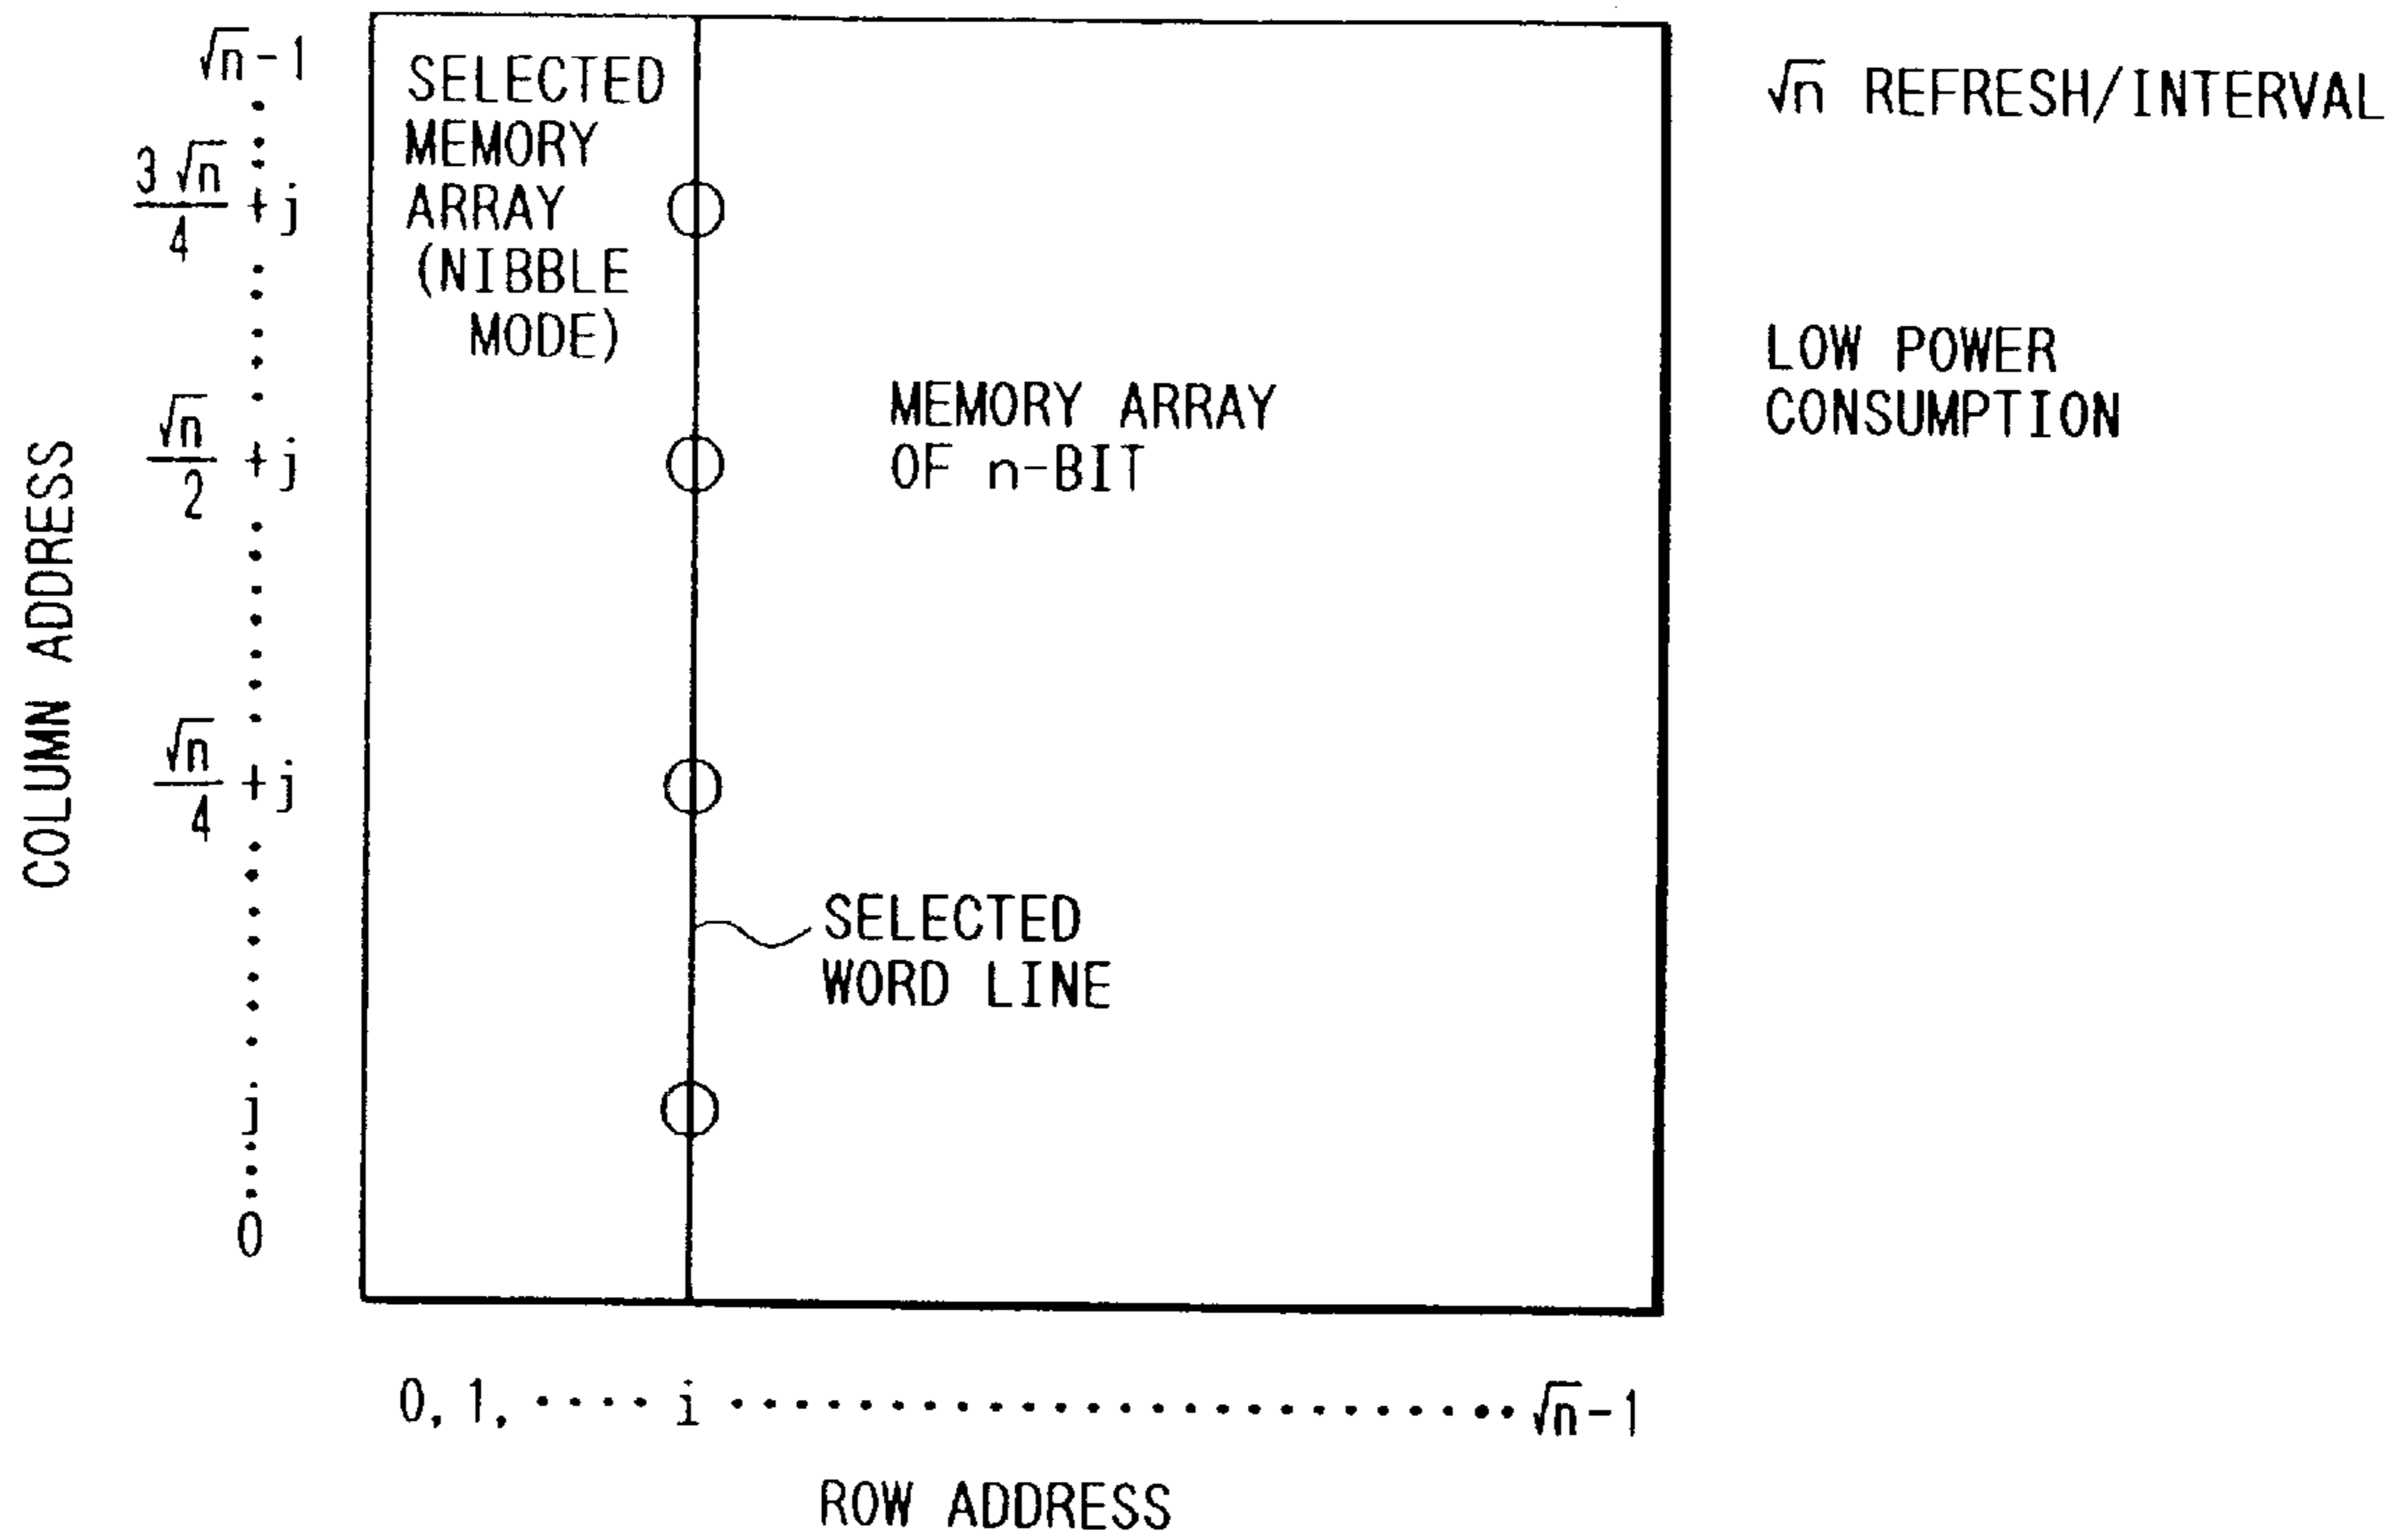 √n-1
3√n/4 + j
√n/2 + j
√n/4 + j
j
0
COLUMN ADDRESS
SELECTED
MEMORY
ARRAY
(NIBBLE
MODE)
MEMORY ARRAY
OF n-BIT
SELECTED
WORD LINE
√n REFRESH/INTERVAL
LOW POWER
CONSUMPTION
0, 1, ···· i ························ √n-1
ROW ADDRESS